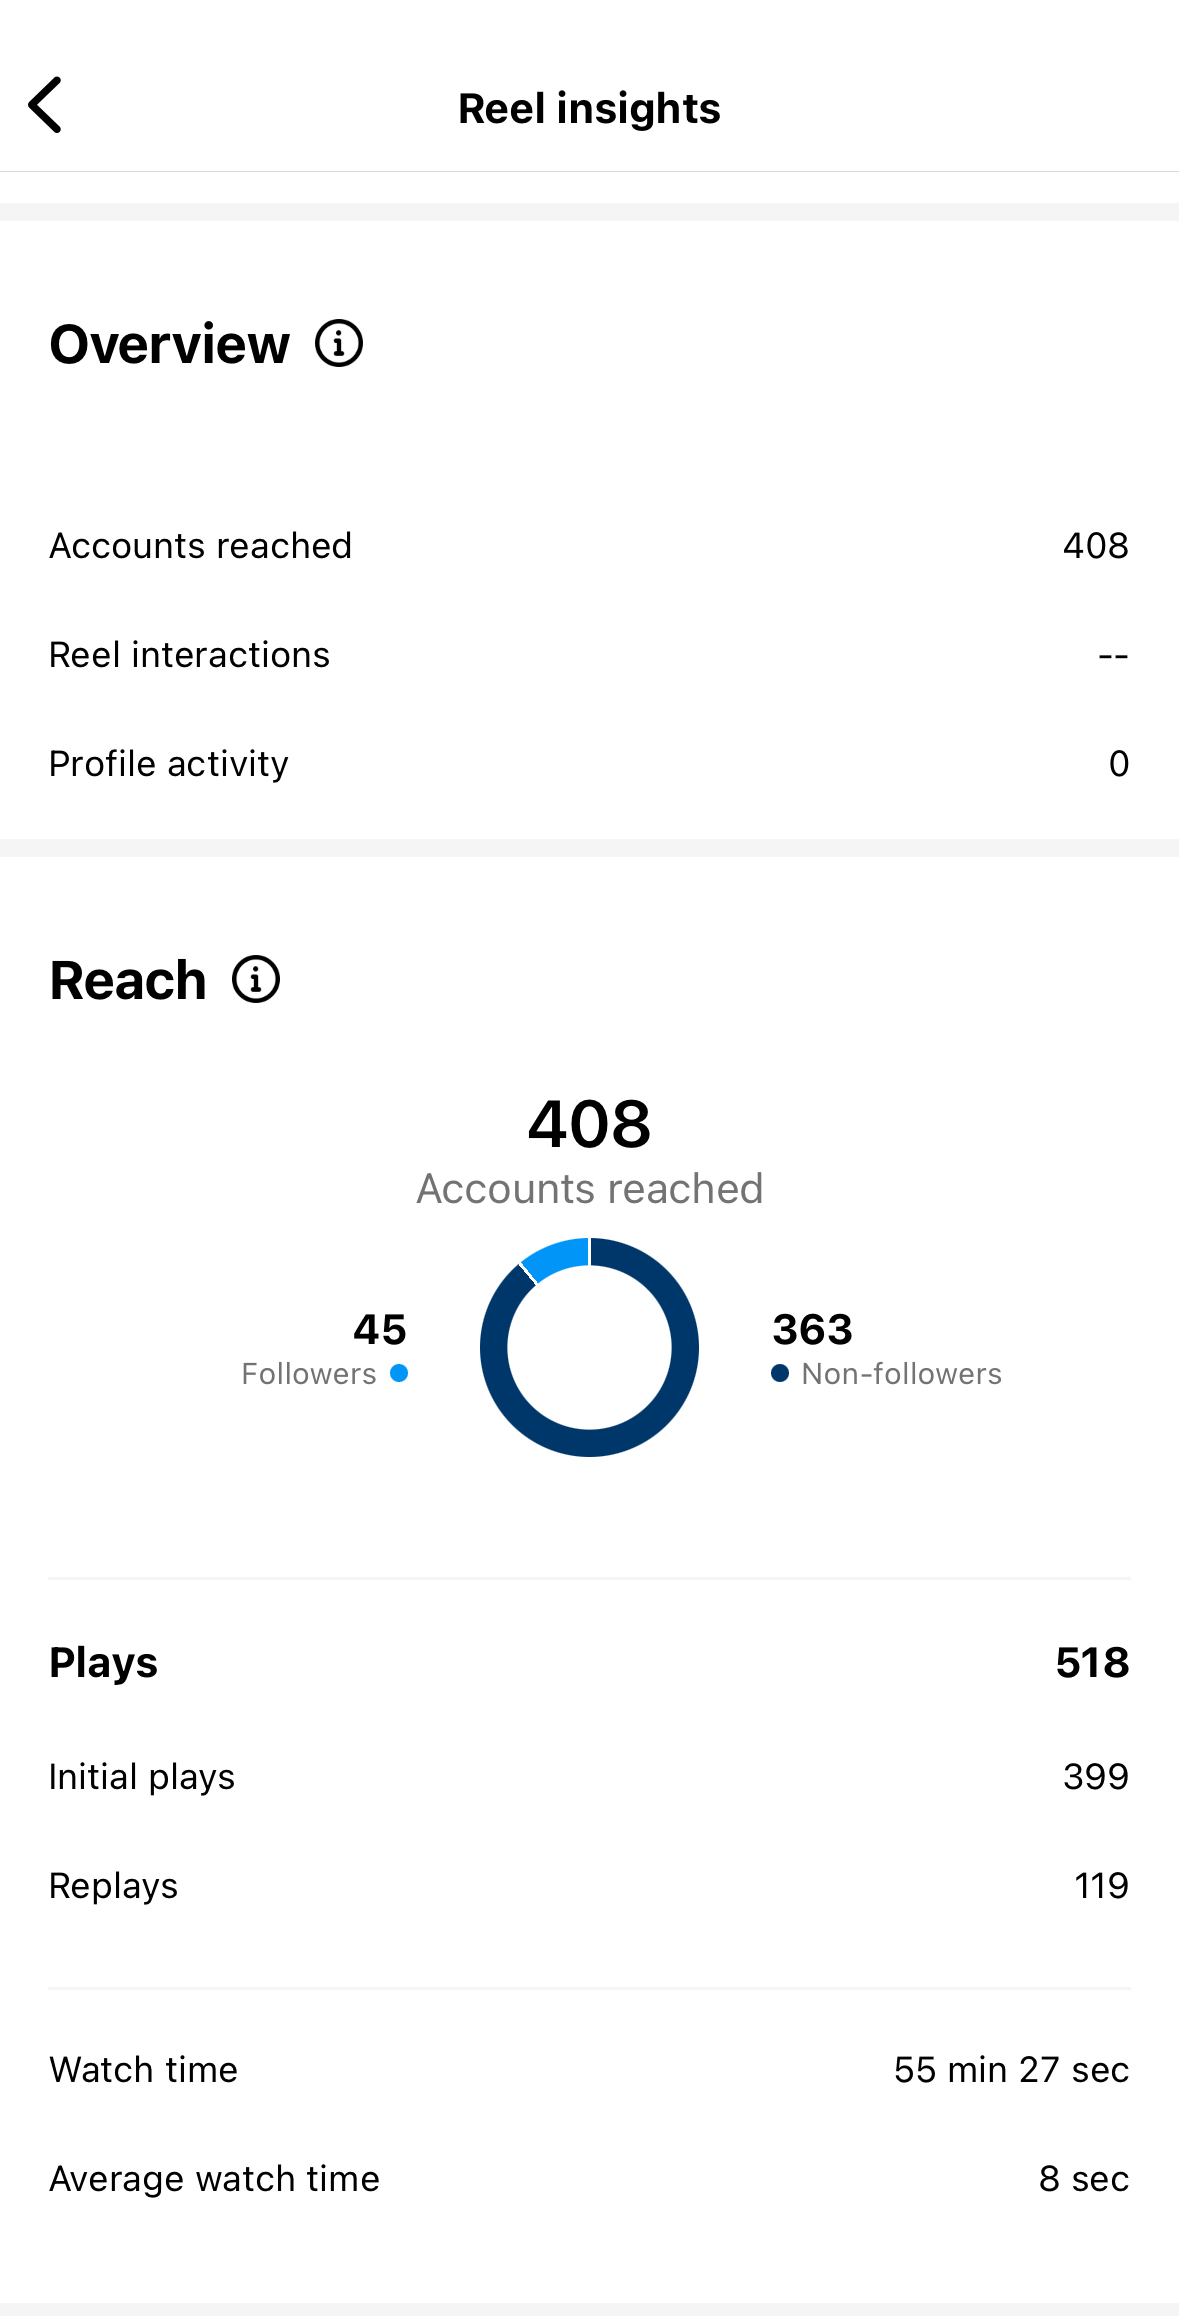 Reel insights
Overview
Accounts reached 408
Reel interactions --
Profile activity 0
Reach
408
Accounts reached
45
Followers
363
Non-followers
Plays 518
Initial plays 399
Replays 119
Watch time 55 min 27 sec
Average watch time 8 sec